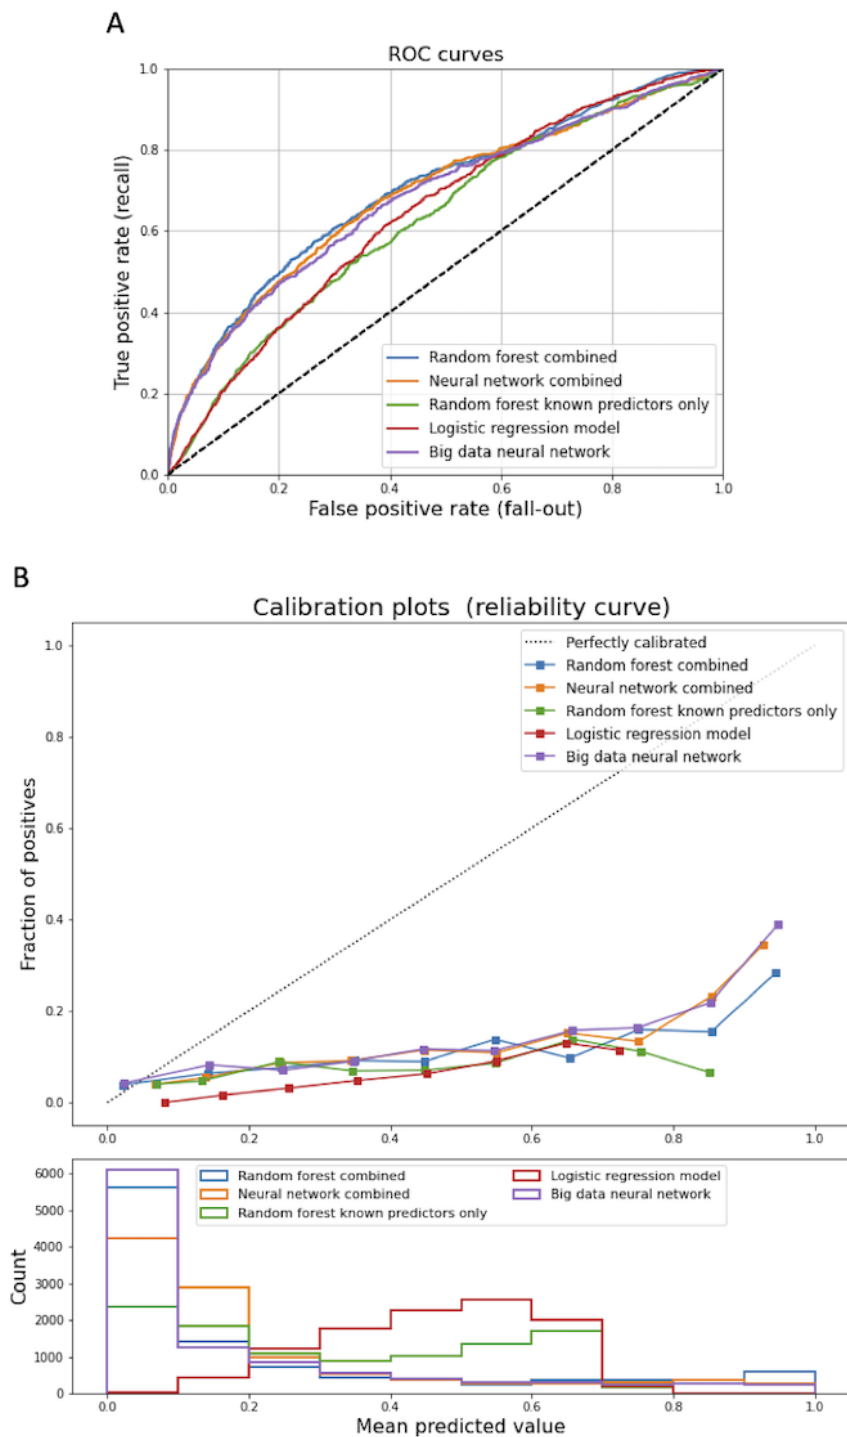 A
ROC curves
1.0
0.8
0.6
0.4
0.2
0.0
True positive rate (recall)
Random forest combined
Neural network combined
Random forest known predictors only
Logistic regression model
Big data neural network
0.0 0.2 0.4 0.6 0.8 1.0
False positive rate (fall-out)
B
Calibration plots (reliability curve)
1.0
0.8
0.6
0.4
0.2
0.0
Fraction of positives
Perfectly calibrated
Random forest combined
Neural network combined
Random forest known predictors only
Logistic regression model
Big data neural network
0.0 0.2 0.4 0.6 0.8 1.0
6000
5000
4000
3000
2000
1000
0
Count
Random forest combined
Neural network combined
Random forest known predictors only
Logistic regression model
Big data neural network
0.0 0.2 0.4 0.6 0.8 1.0
Mean predicted value